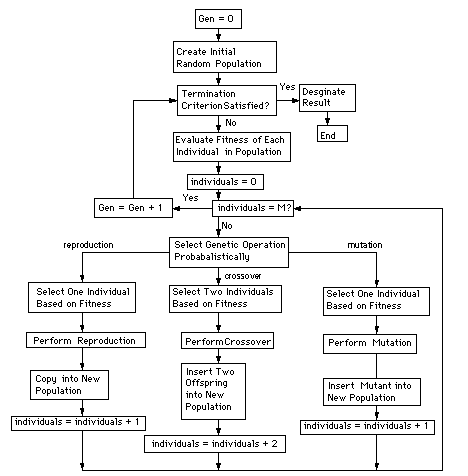 Gen = 0
Create Initial
Random Population
Termination
Criterion Satisfied?
Yes
Desginate
Result
End
No
Evaluate Fitness of Each
Individual in Population
individuals = 0
Gen = Gen + 1
Yes
individuals = M?
No
reproduction
Select Genetic Operation
Probabalistically
mutation
crossover
Select One Individual
Based on Fitness
Select Two Individuals
Based on Fitness
Select One Individual
Based on Fitness
Perform Reproduction
Perform Crossover
Perform Mutation
Copy into New
Population
Insert Two
Offspring
into New
Population
Insert Mutant into
New Population
individuals = individuals + 1
individuals = individuals + 2
individuals = individuals + 1